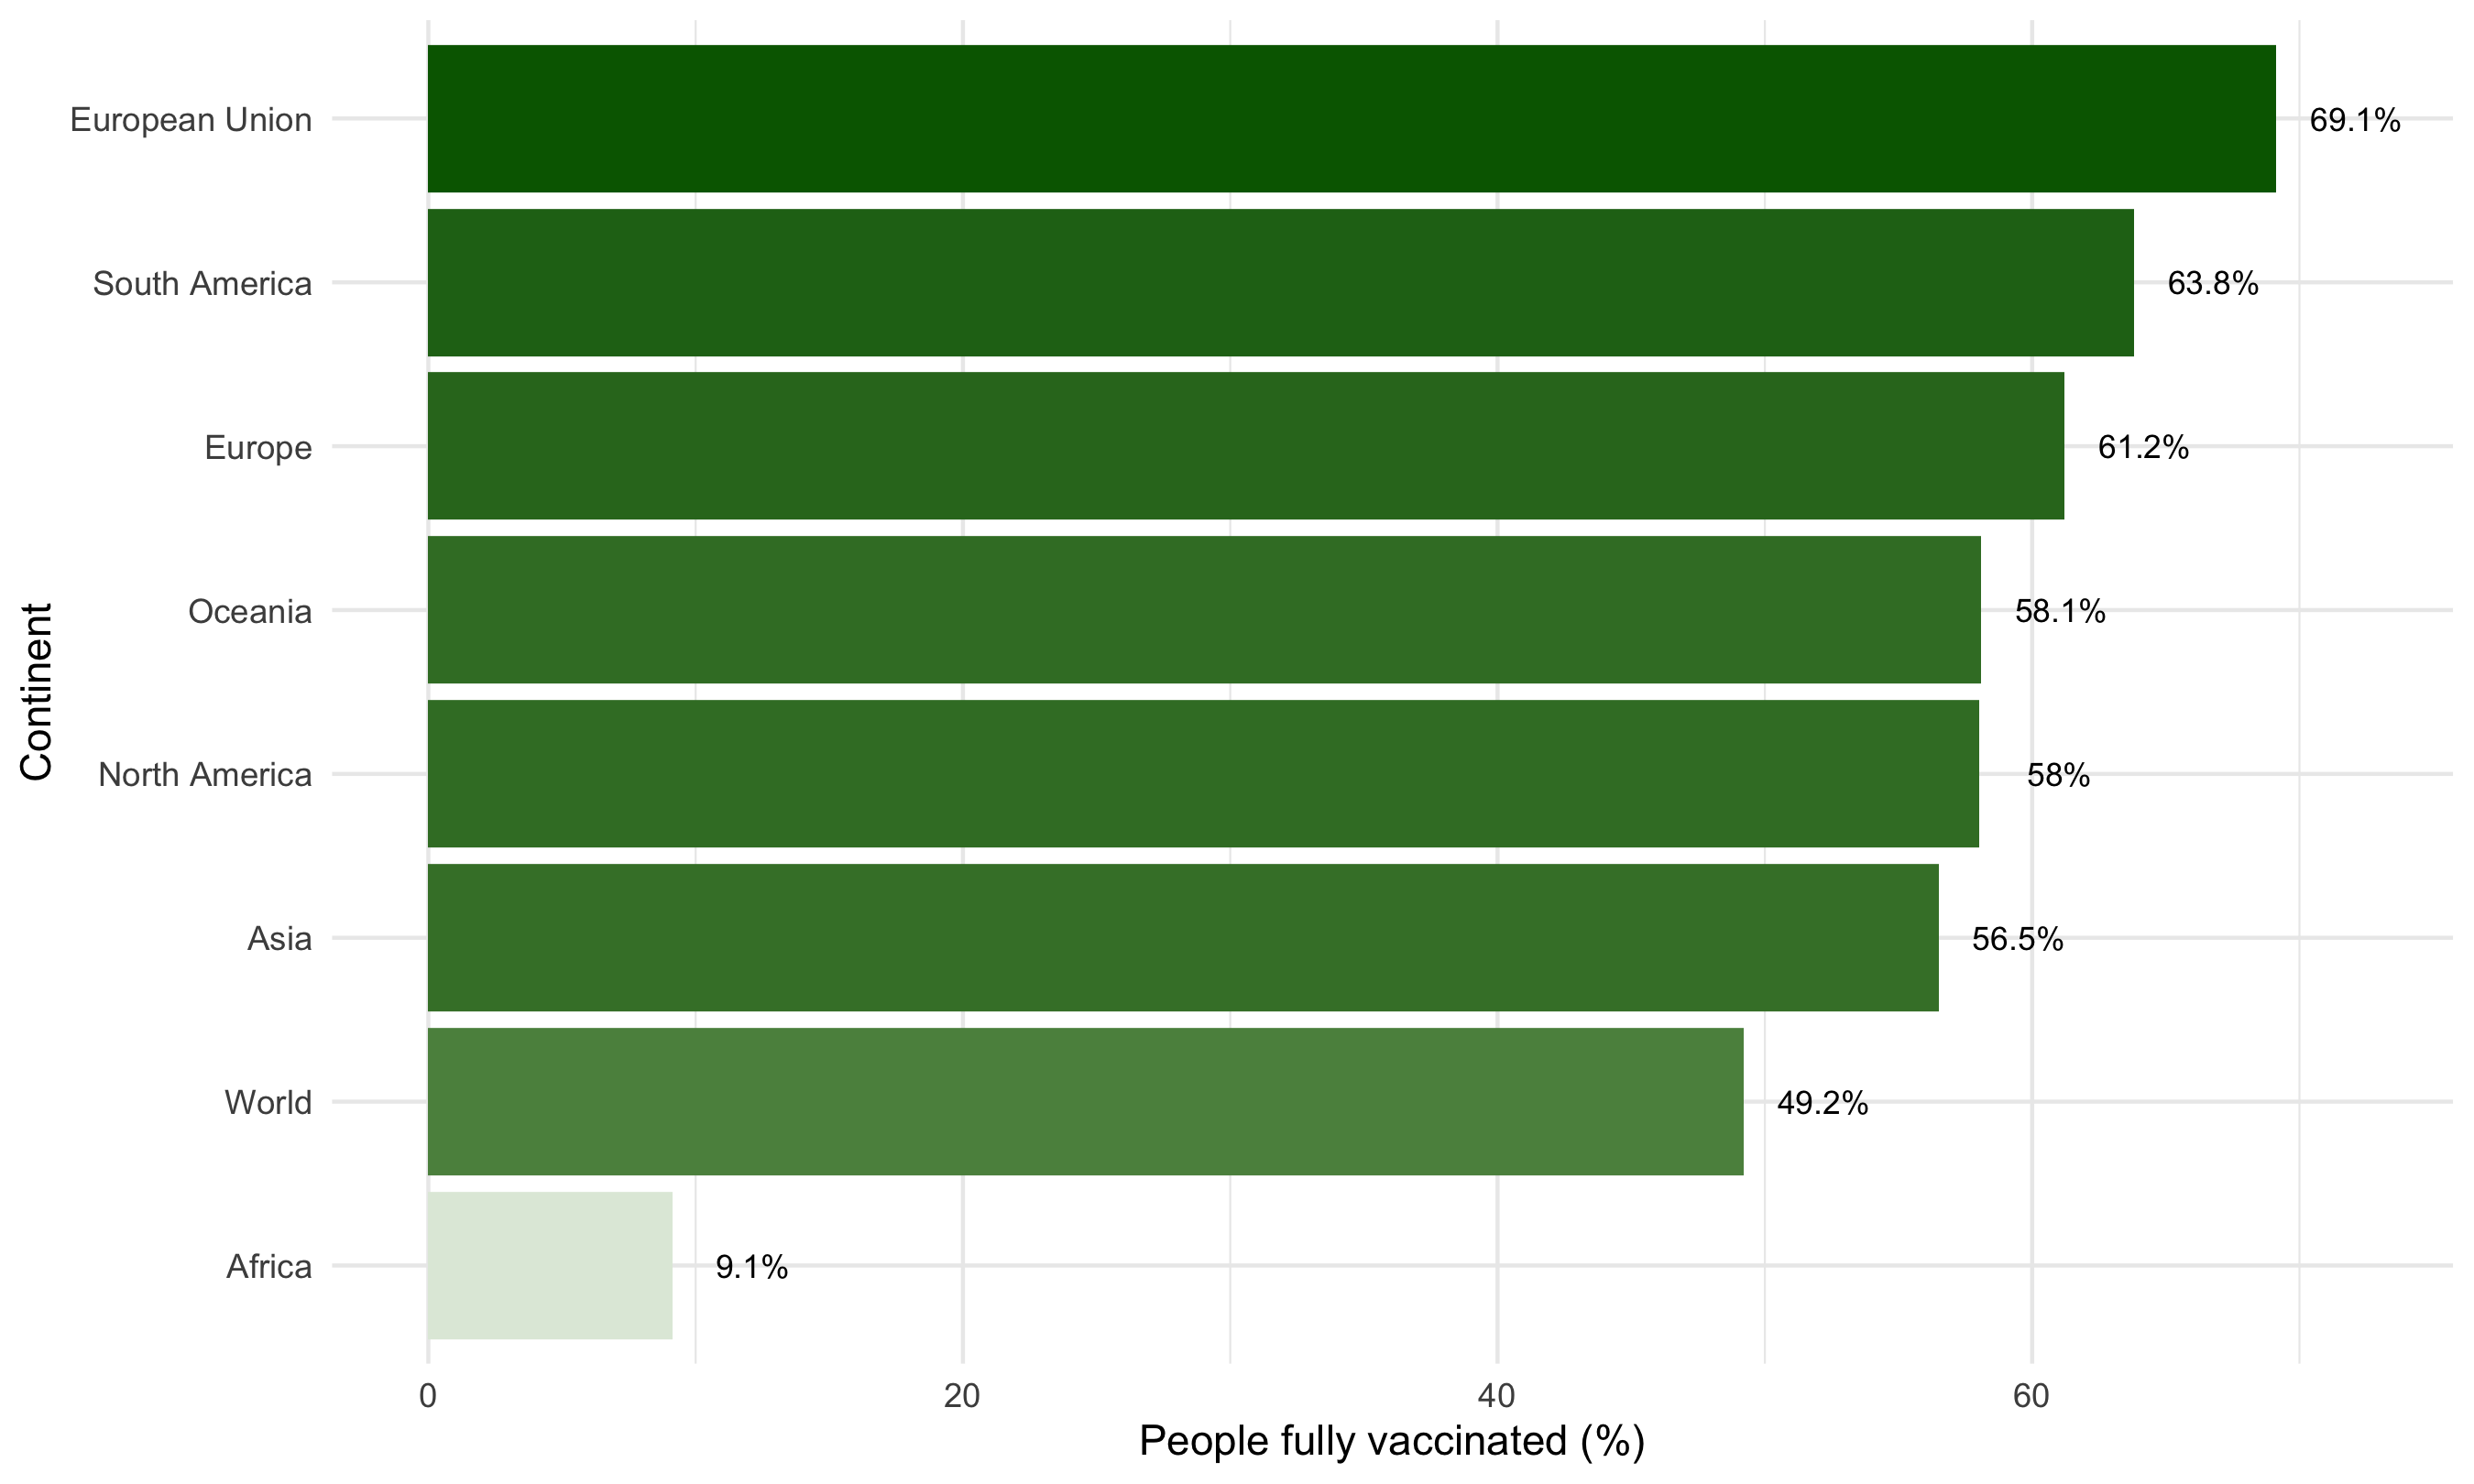 Continent
European Union 69.1%
South America 63.8%
Europe 61.2%
Oceania 58.1%
North America 58%
Asia 56.5%
World 49.2%
Africa 9.1%
0 20 40 60
People fully vaccinated (%)